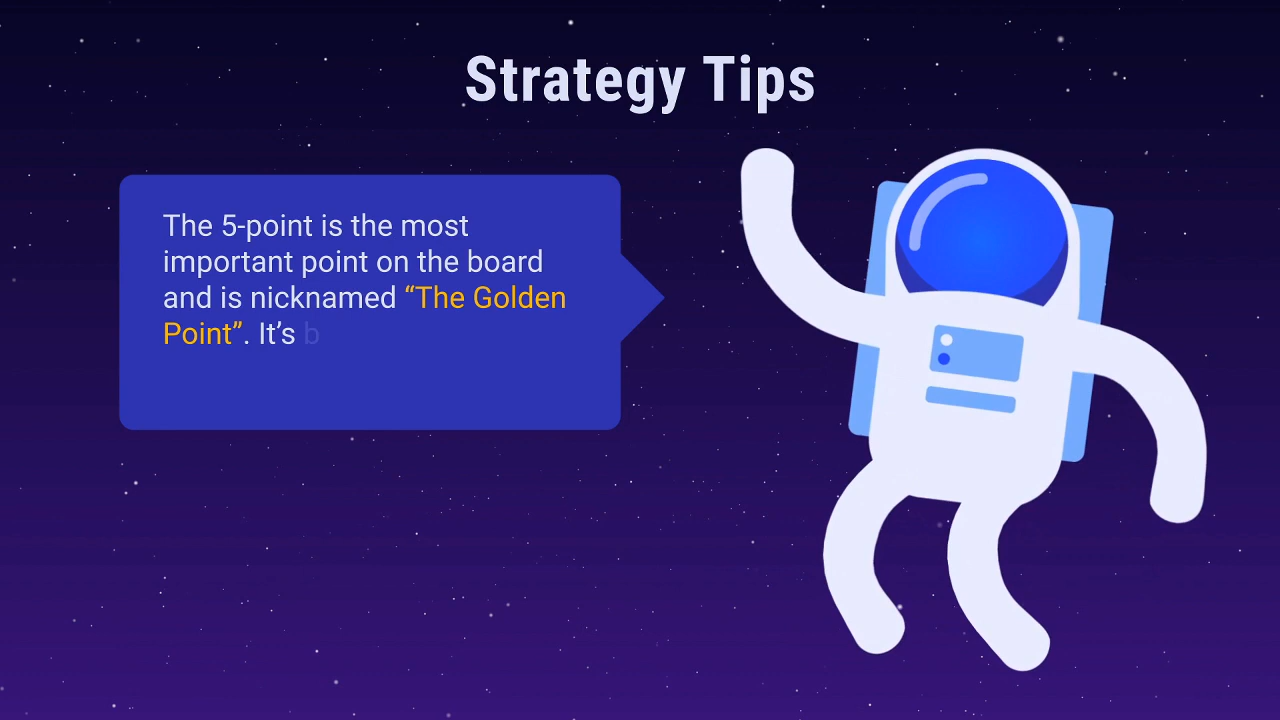 Strategy Tips
The 5-point is the most
important point on the board
and is nicknamed “The Golden
Point”. It’s b